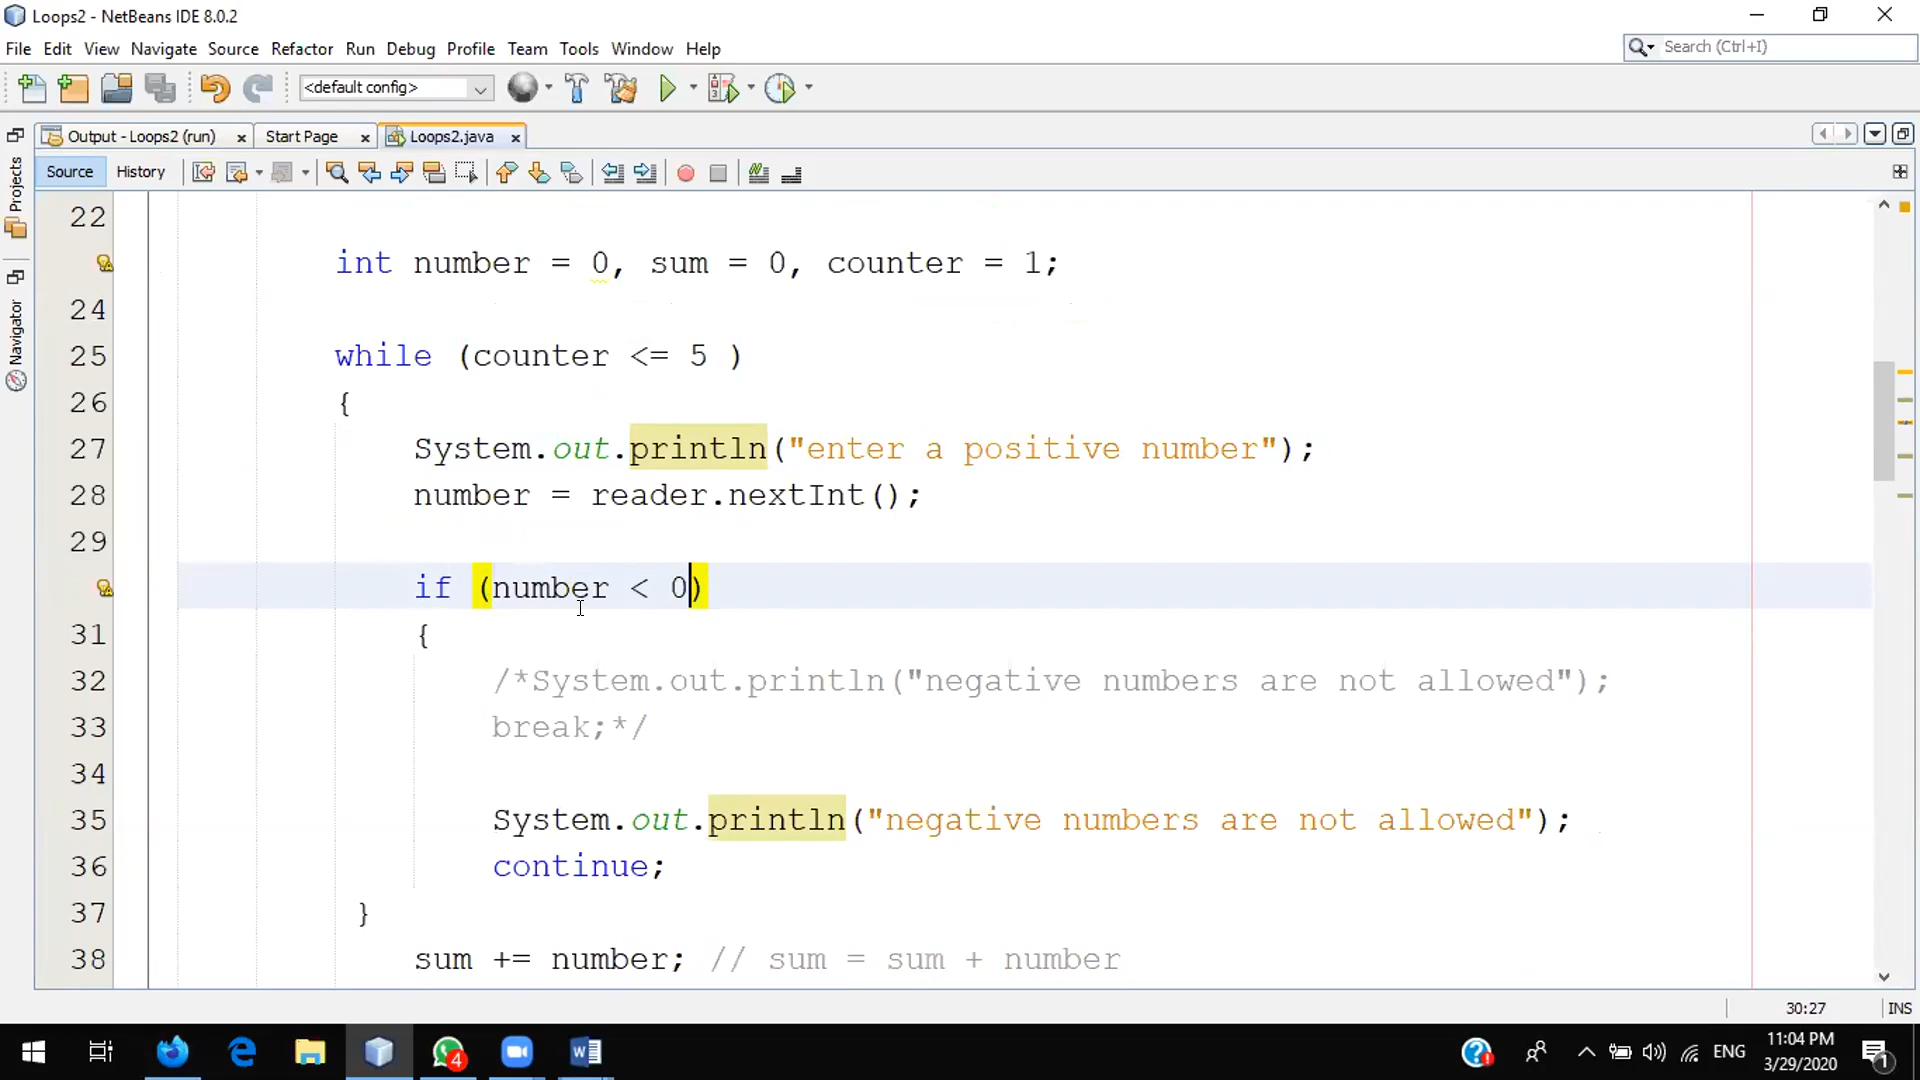 Loops2 - NetBeans IDE 8.0.2
File Edit View Navigate Source Refactor Run Debug Profile Team Tools Window Help
Search (Ctrl+I)
<default config>
Output - Loops2 (run) Start Page Loops2.java
Source History
Projects
Navigator
22
int number = 0, sum = 0, counter = 1;
24
25 while (counter <= 5 )
26 {
27 System.out.println("enter a positive number");
28 number = reader.nextInt();
29
if (number < 0)
31 {
32 /*System.out.println("negative numbers are not allowed");
33 break;*/
34
35 System.out.println("negative numbers are not allowed");
36 continue;
37 }
38 sum += number; // sum = sum + number
30:27 INS
4
ENG
11:04 PM
3/29/2020
1